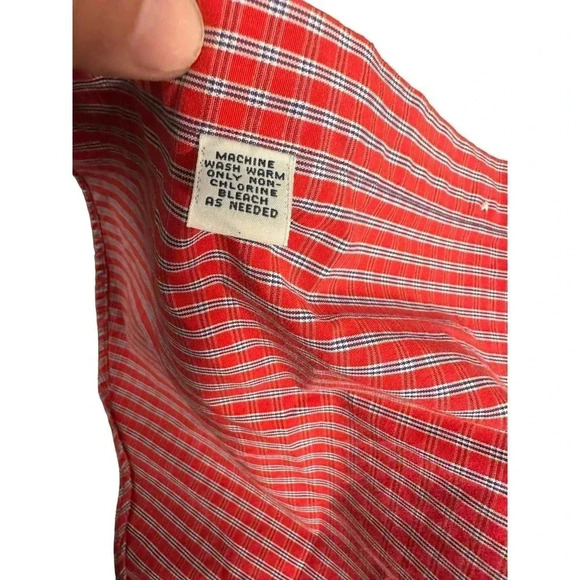 MACHINE
WASH WARM
ONLY NON-
CHLORINE
BLEACH
AS NEEDED